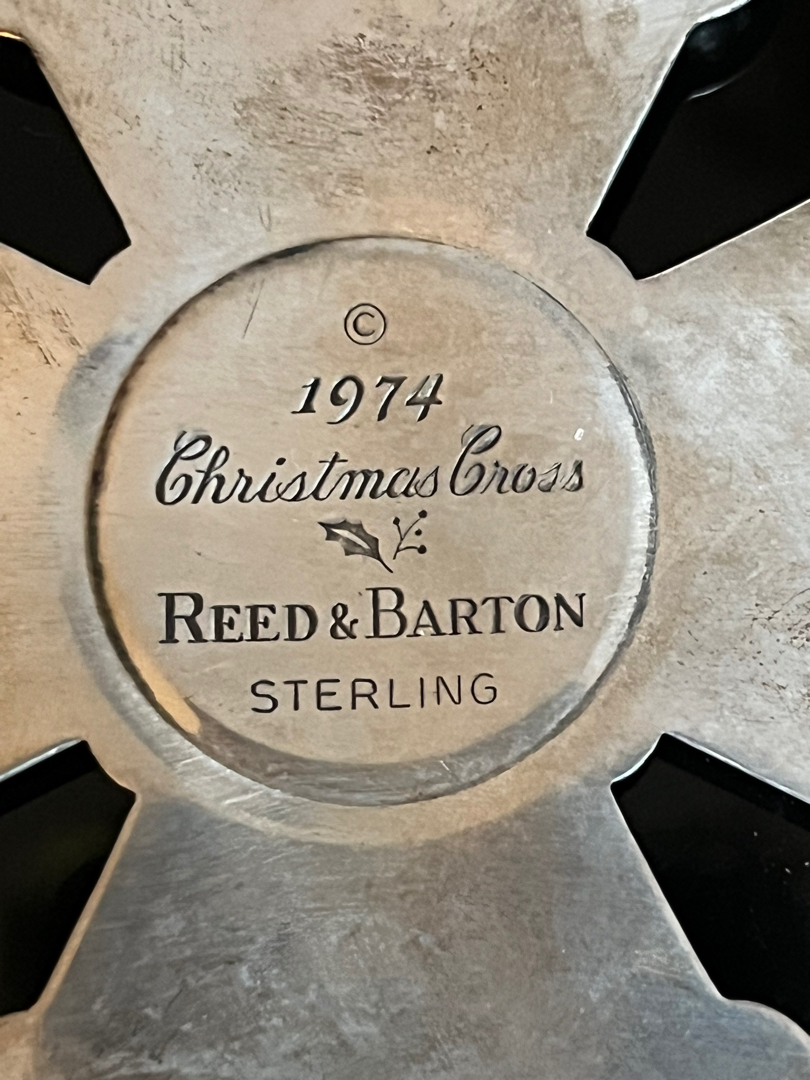 ©
1974
Christmas Cross
REED & BARTON
STERLING